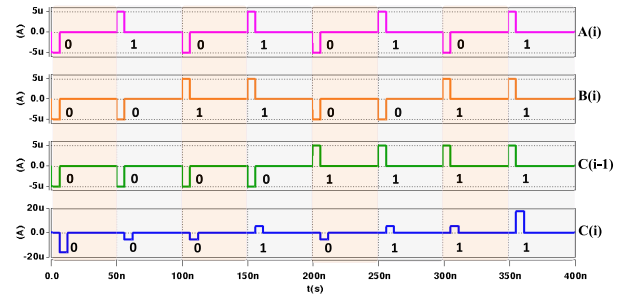 5u
0.0
-5u
(A)
0 1 0 1 0 1 0 1
A(i)
5u
0.0
-5u
(A)
0 0 1 1 0 0 1 1
B(i)
5u
0.0
-5u
(A)
0 0 0 0 1 1 1 1
C(i-1)
20u
0.0
-20u
(A)
0 0 0 1 0 1 1 1
C(i)
0.0 50n 100n 150n 200n 250n 300n 350n 400n
t(s)